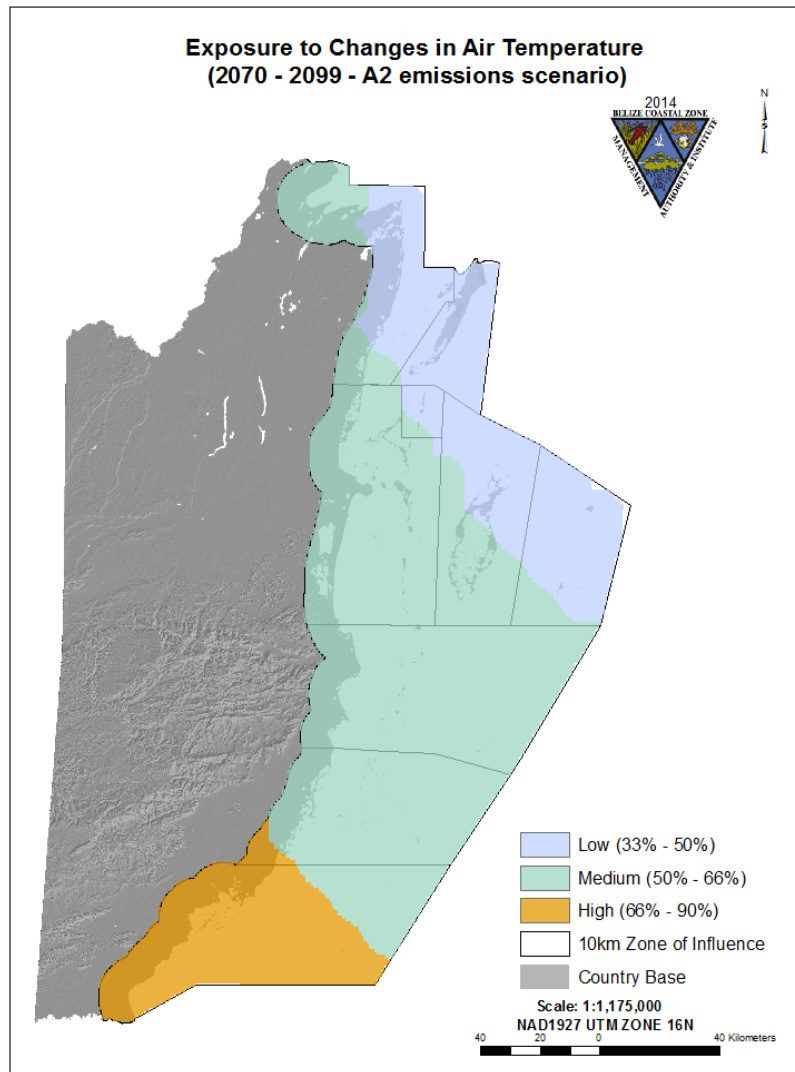 Exposure to Changes in Air Temperature
(2070 - 2099 - A2 emissions scenario)
N
2014
BELIZE COASTAL ZONE
MANAGEMENT
AUTHORITY & INSTITUTE
Low (33% - 50%)
Medium (50% - 66%)
High (66% - 90%)
10km Zone of Influence
Country Base
Scale: 1:1,175,000
NAD1927 UTM ZONE 16N
40 20 0 40 Kilometers